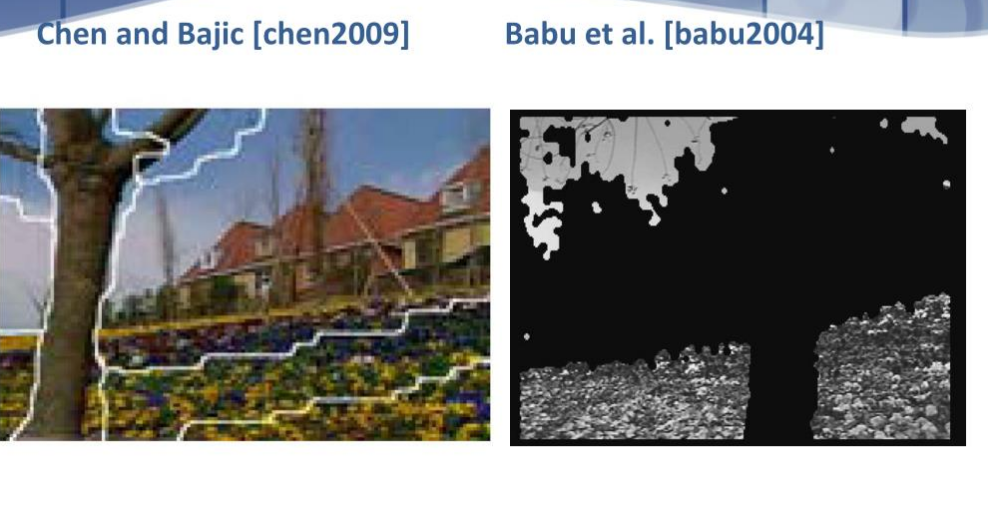 Chen and Bajic [chen2009]
Babu et al. [babu2004]